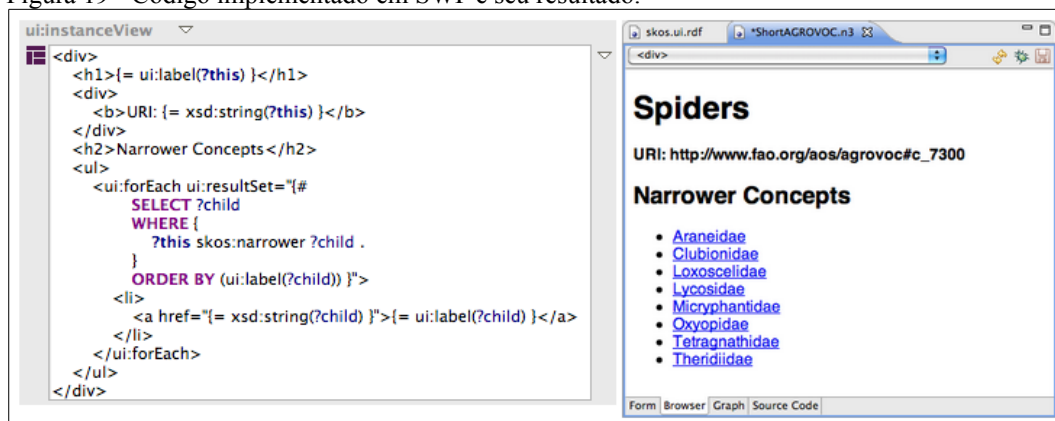 Figura 19 - Código implementado em SWP e seu resultado.
ui:instanceView
<div>
<h1>{= ui:label(?this) }</h1>
<div>
<b>URI: {= xsd:string(?this) }</b>
</div>
<h2>Narrower Concepts</h2>
<ul>
<ui:forEach ui:resultSet="{#
SELECT ?child
WHERE {
?this skos:narrower ?child .
}
ORDER BY (ui:label(?child)) }">
<li>
<a href="{= xsd:string(?child) }">{= ui:label(?child) }</a>
</li>
</ui:forEach>
</ul>
</div>
skos.ui.rdf
*ShortAGROVOC.n3
<div>
Spiders
URI: http://www.fao.org/aos/agrovoc#c_7300
Narrower Concepts
• Araneidae
• Clubionidae
• Loxoscelidae
• Lycosidae
• Micryphantidae
• Oxyopidae
• Tetragnathidae
• Theridiidae
Form Browser Graph Source Code